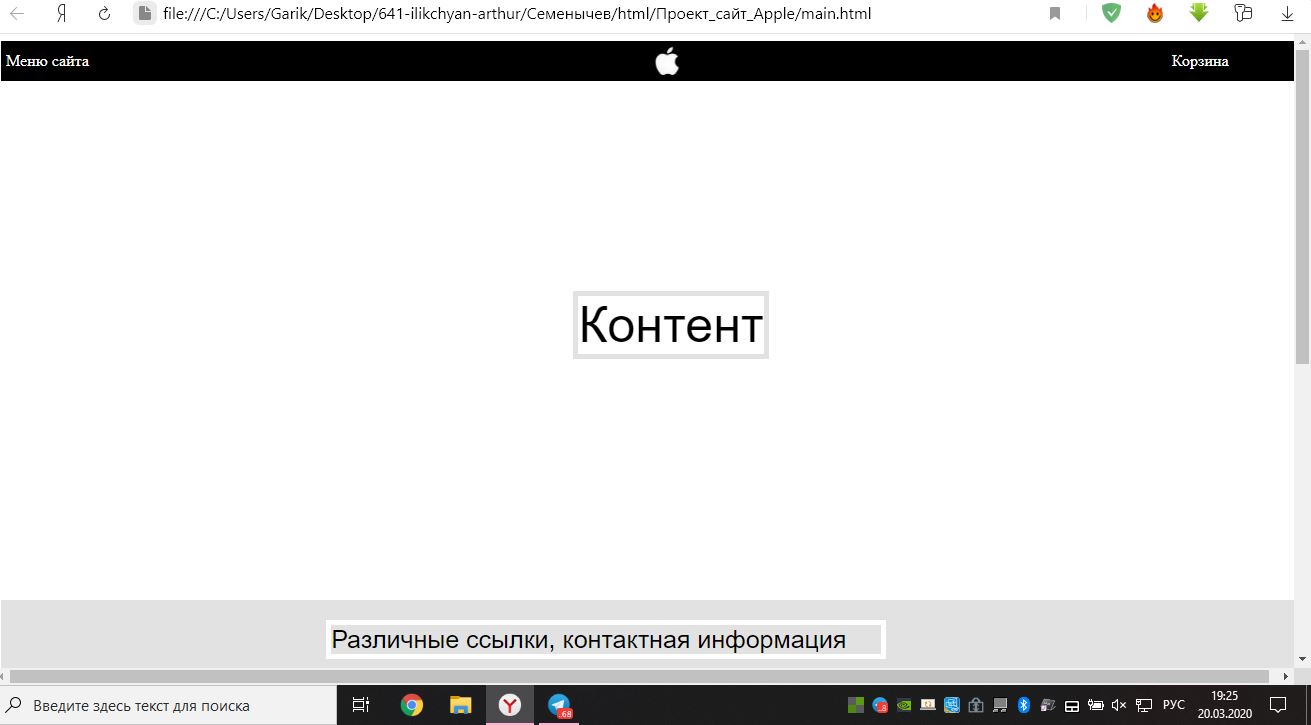 file:///C:/Users/Garik/Desktop/641-ilikchyan-arthur/Семенычев/html/Проект_сайт_Apple/main.html
Меню сайта
Корзина
Контент
Различные ссылки, контактная информация
Введите здесь текст для поиска
68
РУС
19:25
20.03.2020